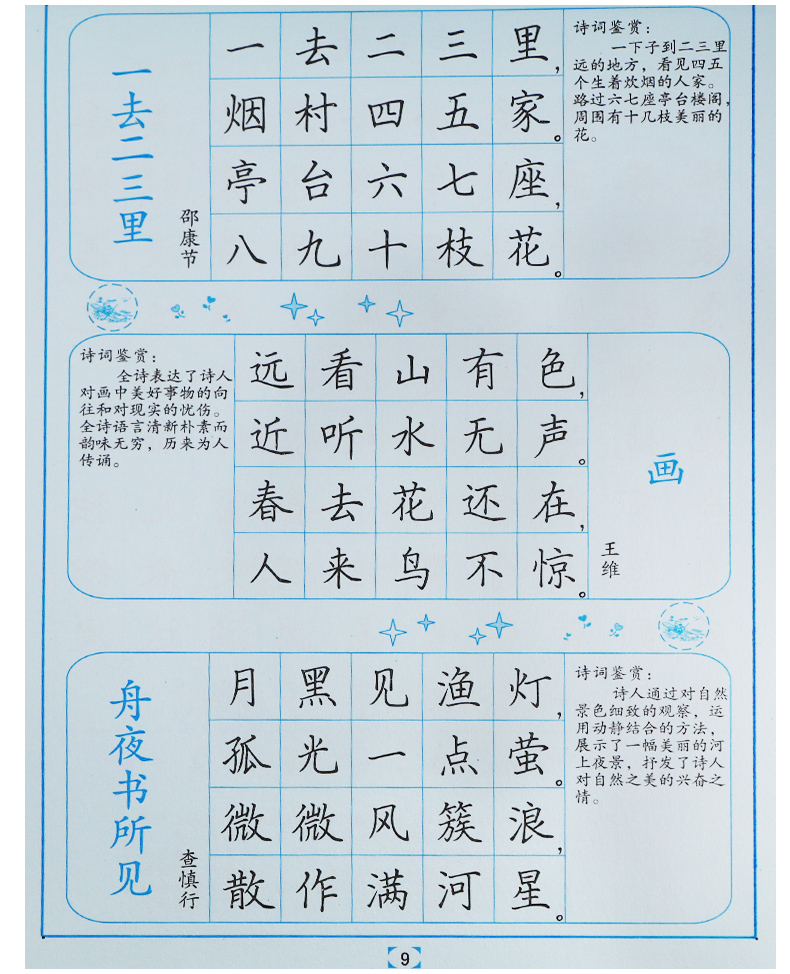 一去二三里
邵康节
一去二三里，
烟村四五家。
亭台六七座，
八九十枝花。
诗词鉴赏：
一下子到二三里
远的地方，看见四五
个生着炊烟的人家。
路过六七座亭台楼阁，
周围有十几枝美丽的
花。
诗词鉴赏：
全诗表达了诗人
对画中美好事物的向
往和对现实的忧伤。
全诗语言清新朴素而
韵味无穷，历来为人
传诵。
远看山有色，
近听水无声。
春去花还在，
人来鸟不惊。
画
王维
舟夜书所见
查慎行
月黑见渔灯，
孤光一点萤。
微微风簇浪，
散作满河星。
诗词鉴赏：
诗人通过对自然
景色细致的观察，运
用动静结合的方法，
展示了一幅美丽的河
上夜景，抒发了诗人
对自然之美的兴奋之
情。
9